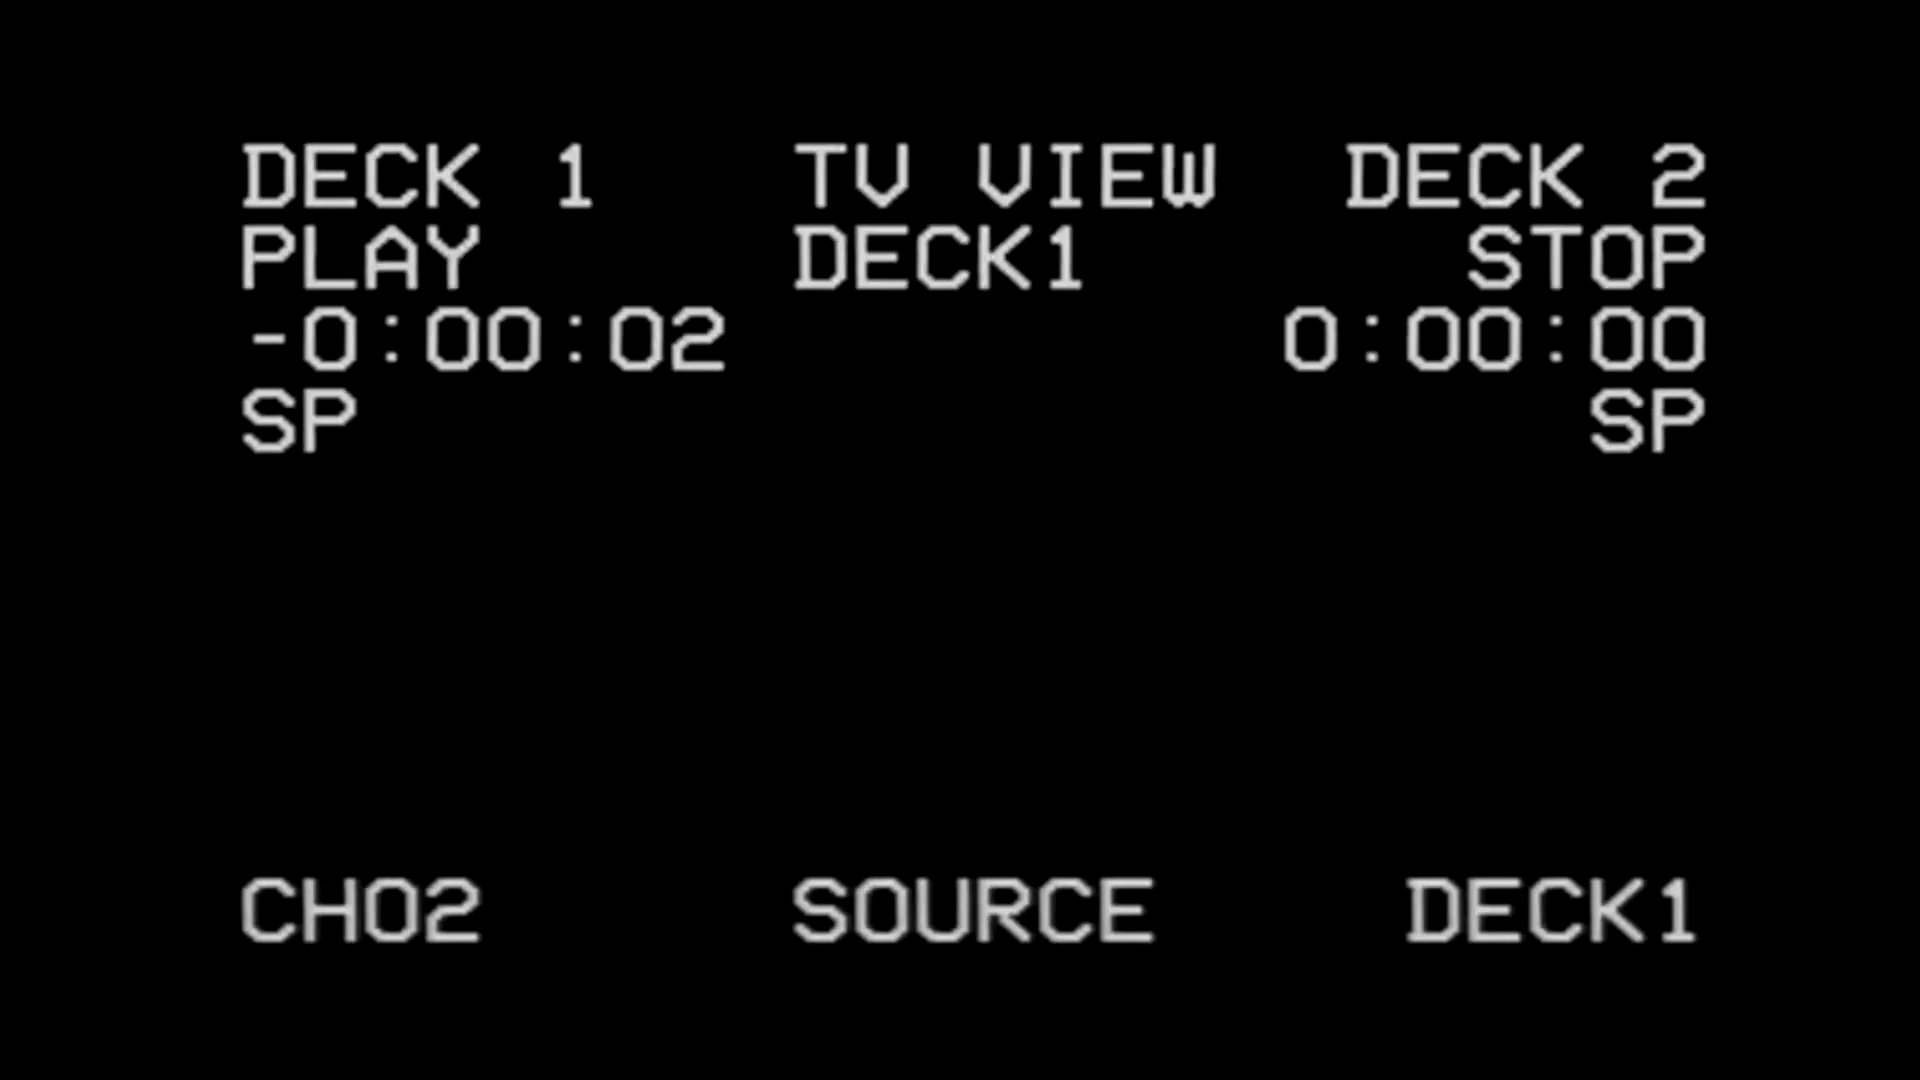 DECK 1 TV VIEW DECK 2
PLAY DECK1 STOP
-0:00:02 0:00:00
SP SP
CH02 SOURCE DECK1